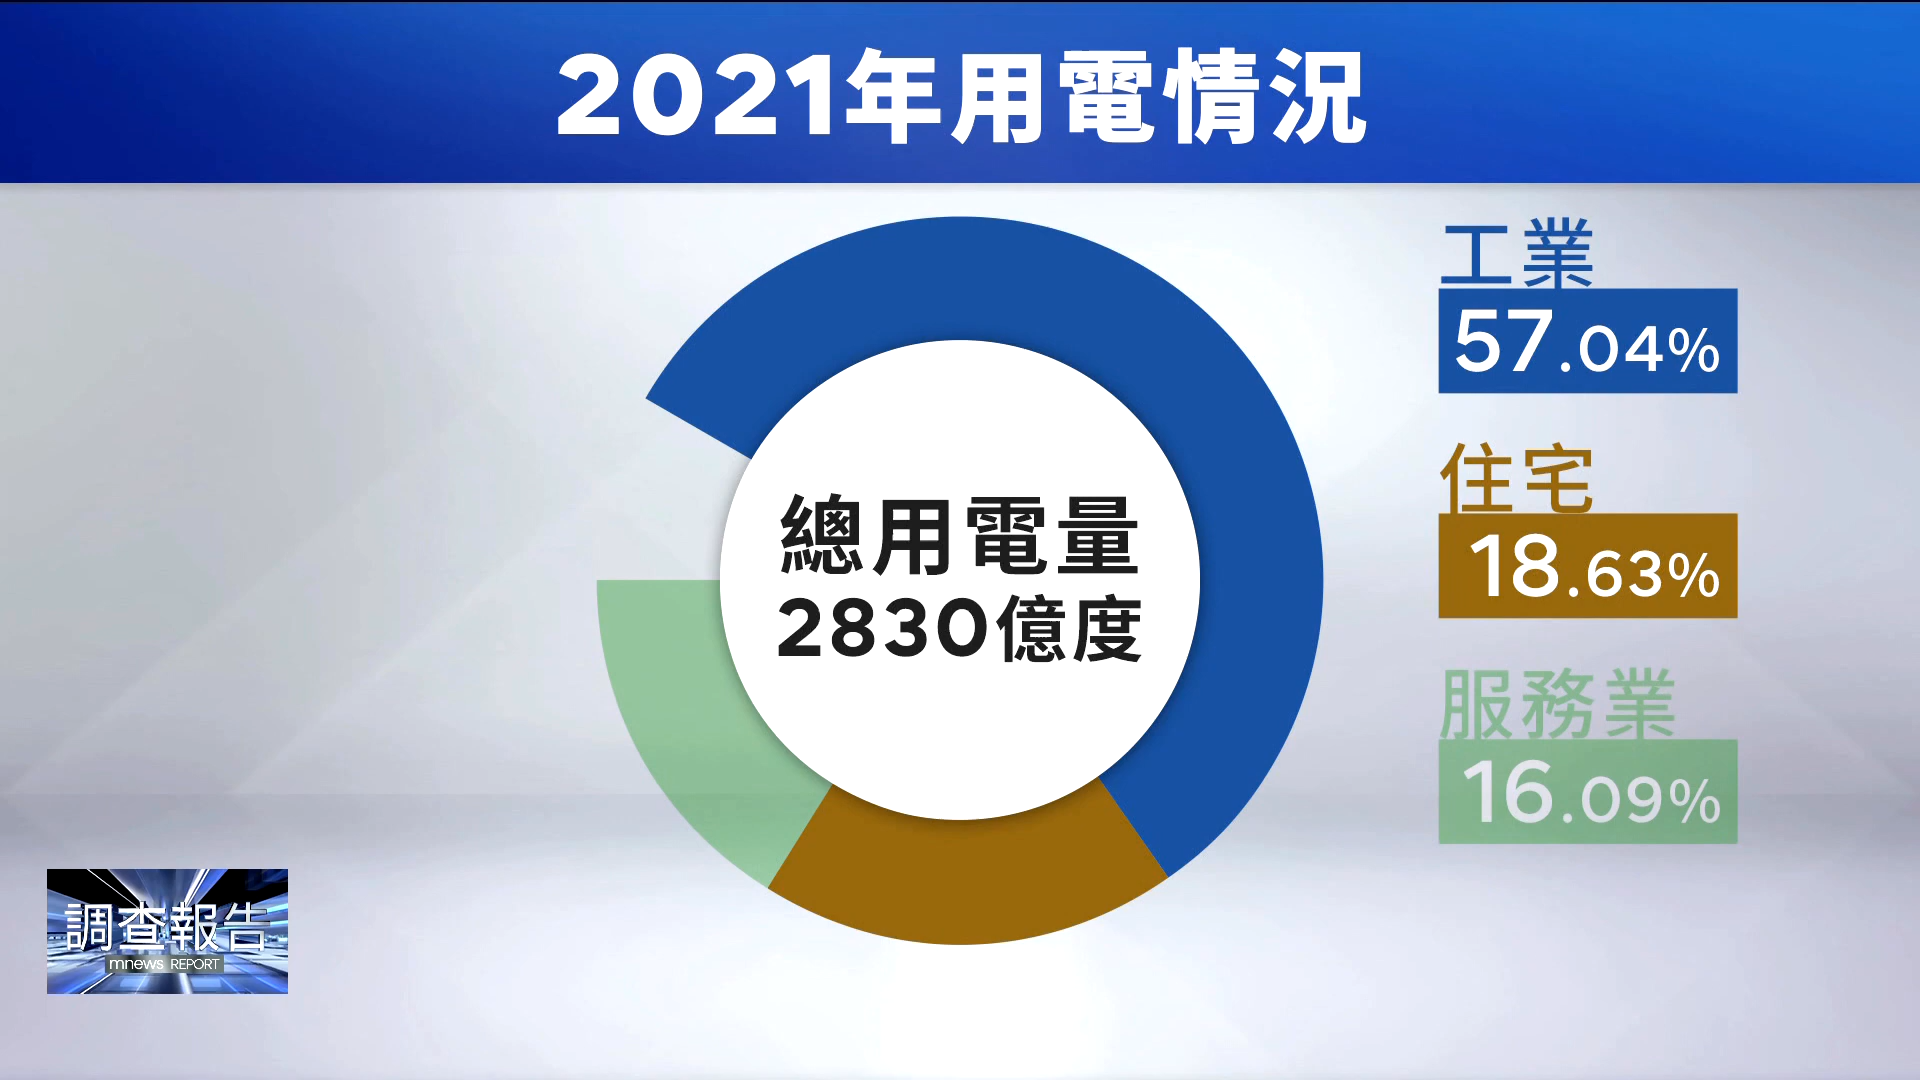 2021年用電情況
總用電量
2830億度
工業
57.04%
住宅
18.63%
服務業
16.09%
調查報告
mnews REPORT